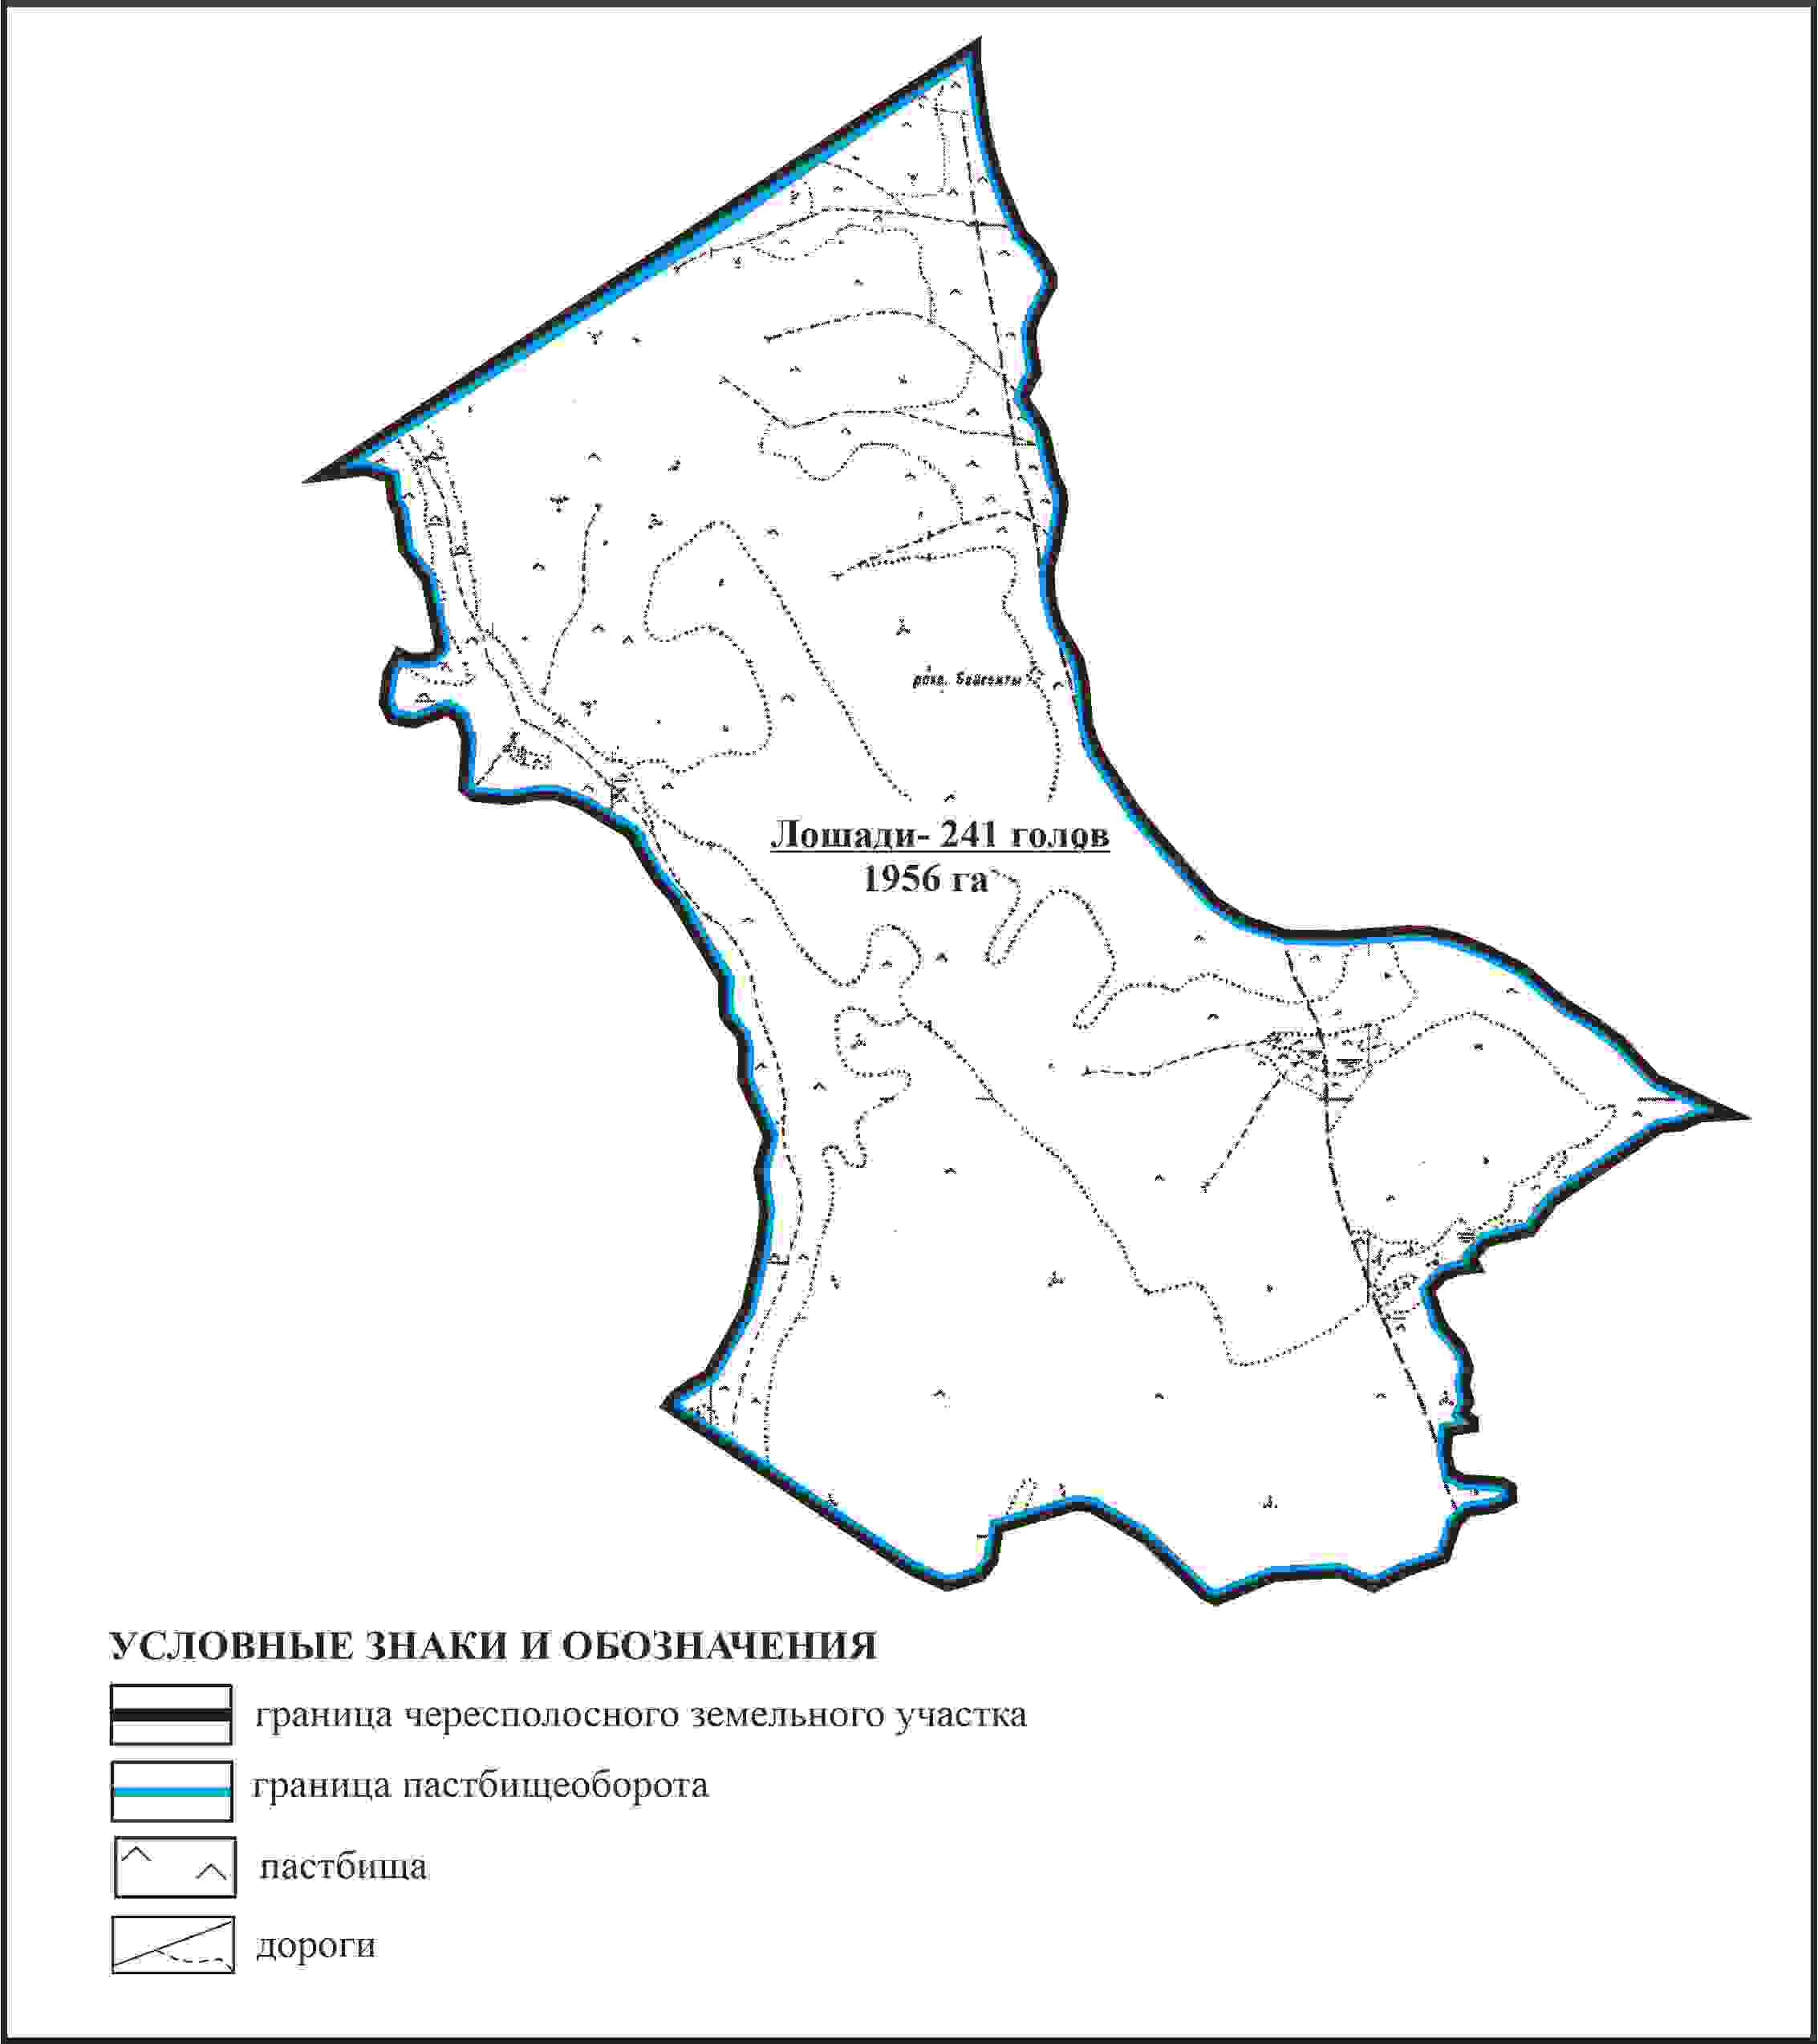 Лошади- 241 голов
1956 га
УСЛОВНЫЕ ЗНАКИ И ОБОЗНАЧЕНИЯ
граница чересполосного земельного участка
граница пастбищеоборота
пастбища
дороги